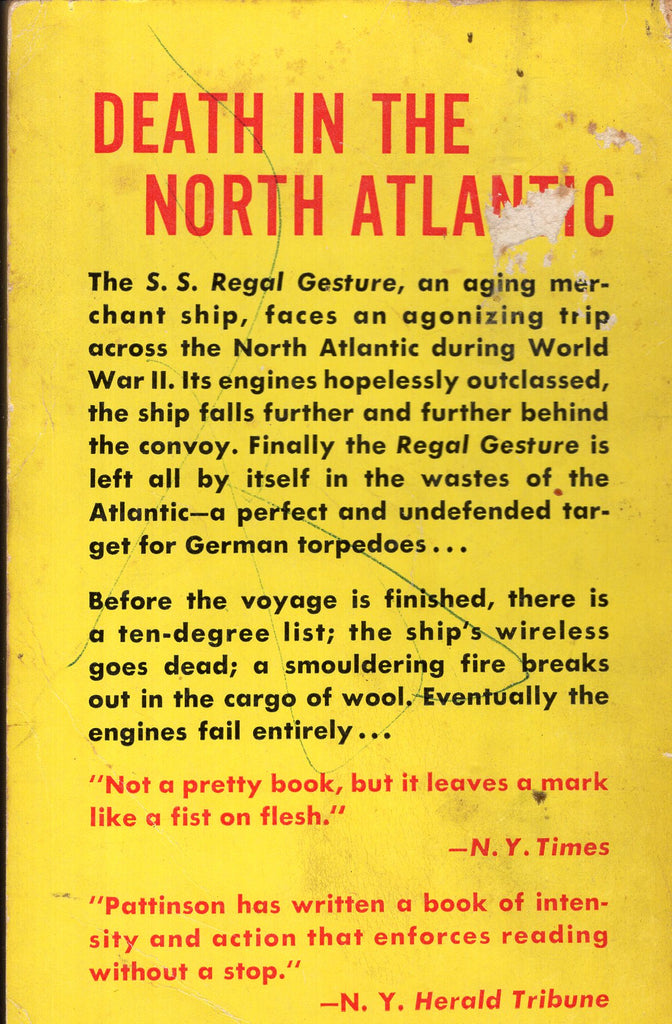 DEATH IN THE
NORTH ATLANTIC
The S. S. Regal Gesture, an aging mer-
chant ship, faces an agonizing trip
across the North Atlantic during World
War II. Its engines hopelessly outclassed,
the ship falls further and further behind
the convoy. Finally the Regal Gesture is
left all by itself in the wastes of the
Atlantic—a perfect and undefended tar-
get for German torpedoes...
Before the voyage is finished, there is
a ten-degree list; the ship's wireless
goes dead; a smouldering fire breaks
out in the cargo of wool. Eventually the
engines fail entirely...
"Not a pretty book, but it leaves a mark
like a fist on flesh."
—N. Y. Times
"Pattinson has written a book of inten-
sity and action that enforces reading
without a stop."
—N. Y. Herald Tribune